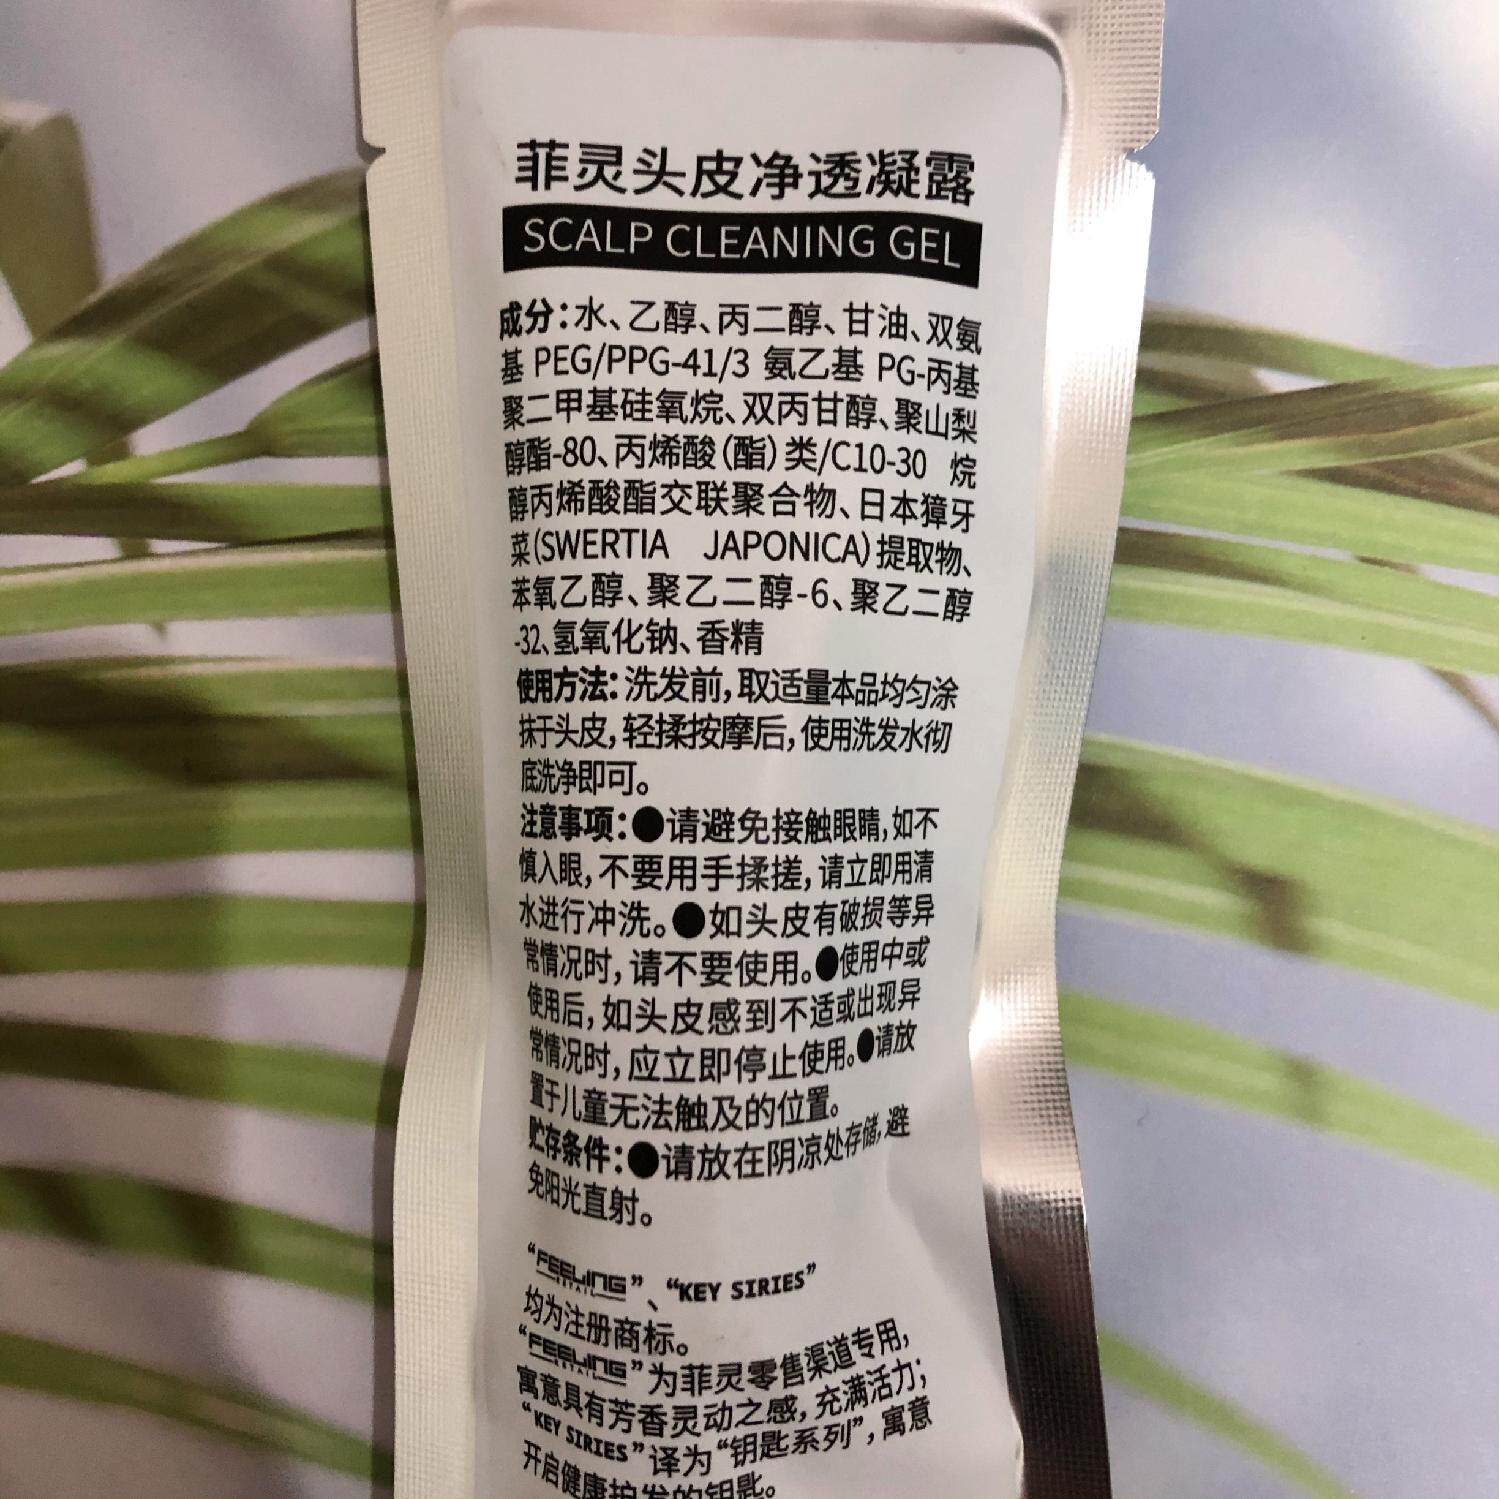 菲灵头皮净透凝露
SCALP CLEANING GEL
成分:水、乙醇、丙二醇、甘油、双氨
基 PEG/PPG-41/3 氨乙基 PG-丙基
聚二甲基硅氧烷、双丙甘醇、聚山梨
醇酯-80、丙烯酸(酯)类/C10-30 烷
醇丙烯酸酯交联聚合物、日本獐牙
菜(SWERTIA JAPONICA)提取物、
苯氧乙醇、聚乙二醇-6、聚乙二醇
-32、氢氧化钠、香精
使用方法:洗发前,取适量本品均匀涂
抹于头皮,轻揉按摩后,使用洗发水彻
底洗净即可。
注意事项:●请避免接触眼睛,如不
慎入眼,不要用手揉搓,请立即用清
水进行冲洗。●如头皮有破损等异
常情况时,请不要使用。●使用中或
使用后,如头皮感到不适或出现异
常情况时,应立即停止使用。●请放
置于儿童无法触及的位置。
贮存条件:●请放在阴凉处存储,避
免阳光直射。
“FEELING RETAIL”、“KEY SIRIES”
均为注册商标。
“FEELING RETAIL”为菲灵零售渠道专用,
寓意具有芳香灵动之感,充满活力;
“KEY SIRIES”译为“钥匙系列”,寓意
开启健康护发的钥匙。